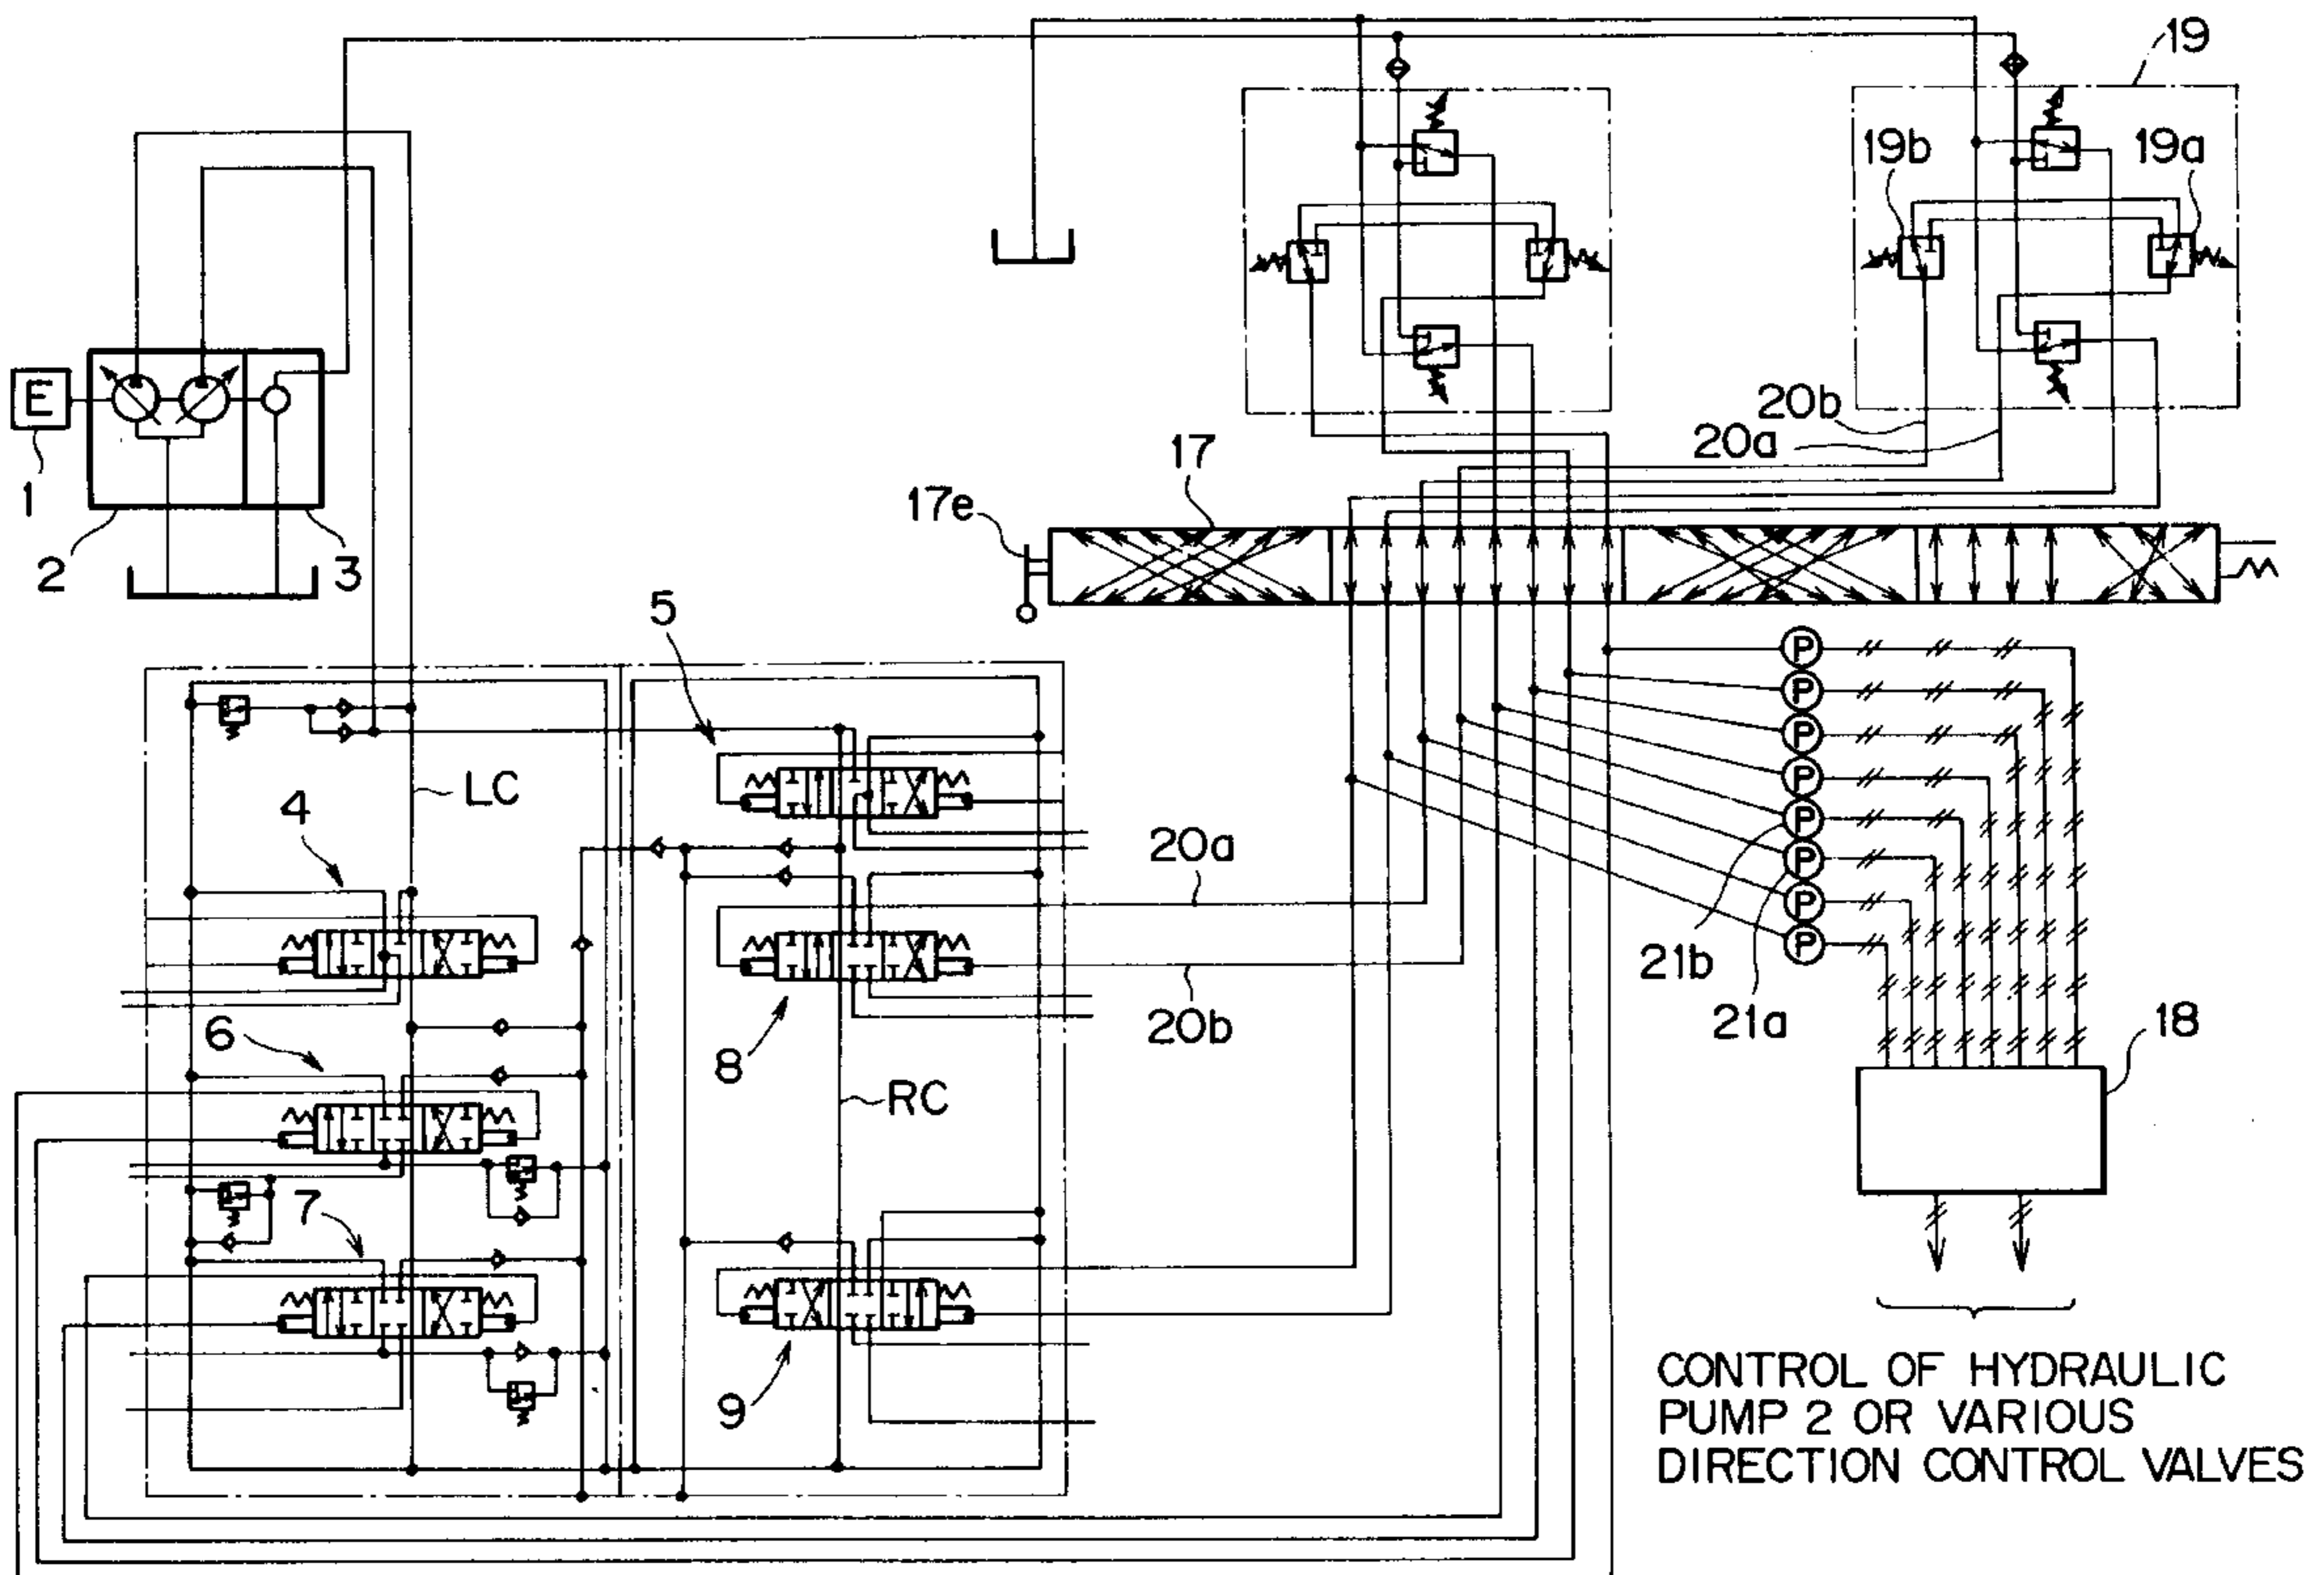 19
19b
19a
E
20b
20a
17
17e
1
2
3
5
P
P
LC
P
P
4
20a
P
P
P
21b
P
6
20b
21a
18
8
RC
7
9
CONTROL OF HYDRAULIC
PUMP 2 OR VARIOUS
DIRECTION CONTROL VALVES